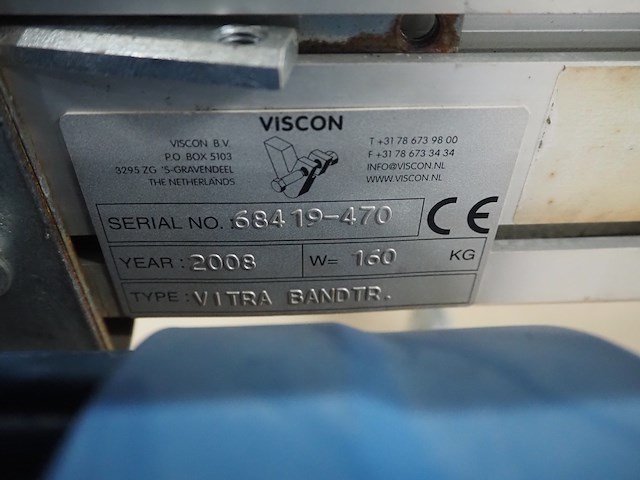 VISCON
VISCON B.V.
P.O. BOX 5103
3295 ZG 'S-GRAVENDEEL
THE NETHERLANDS
T +31 78 673 98 00
F +31 78 673 34 34
INFO@VISCON.NL
WWW.VISCON.NL
SERIAL NO.: 68419-470
CE
YEAR: 2008 W= 160 KG
TYPE: VITRA BANDTR.